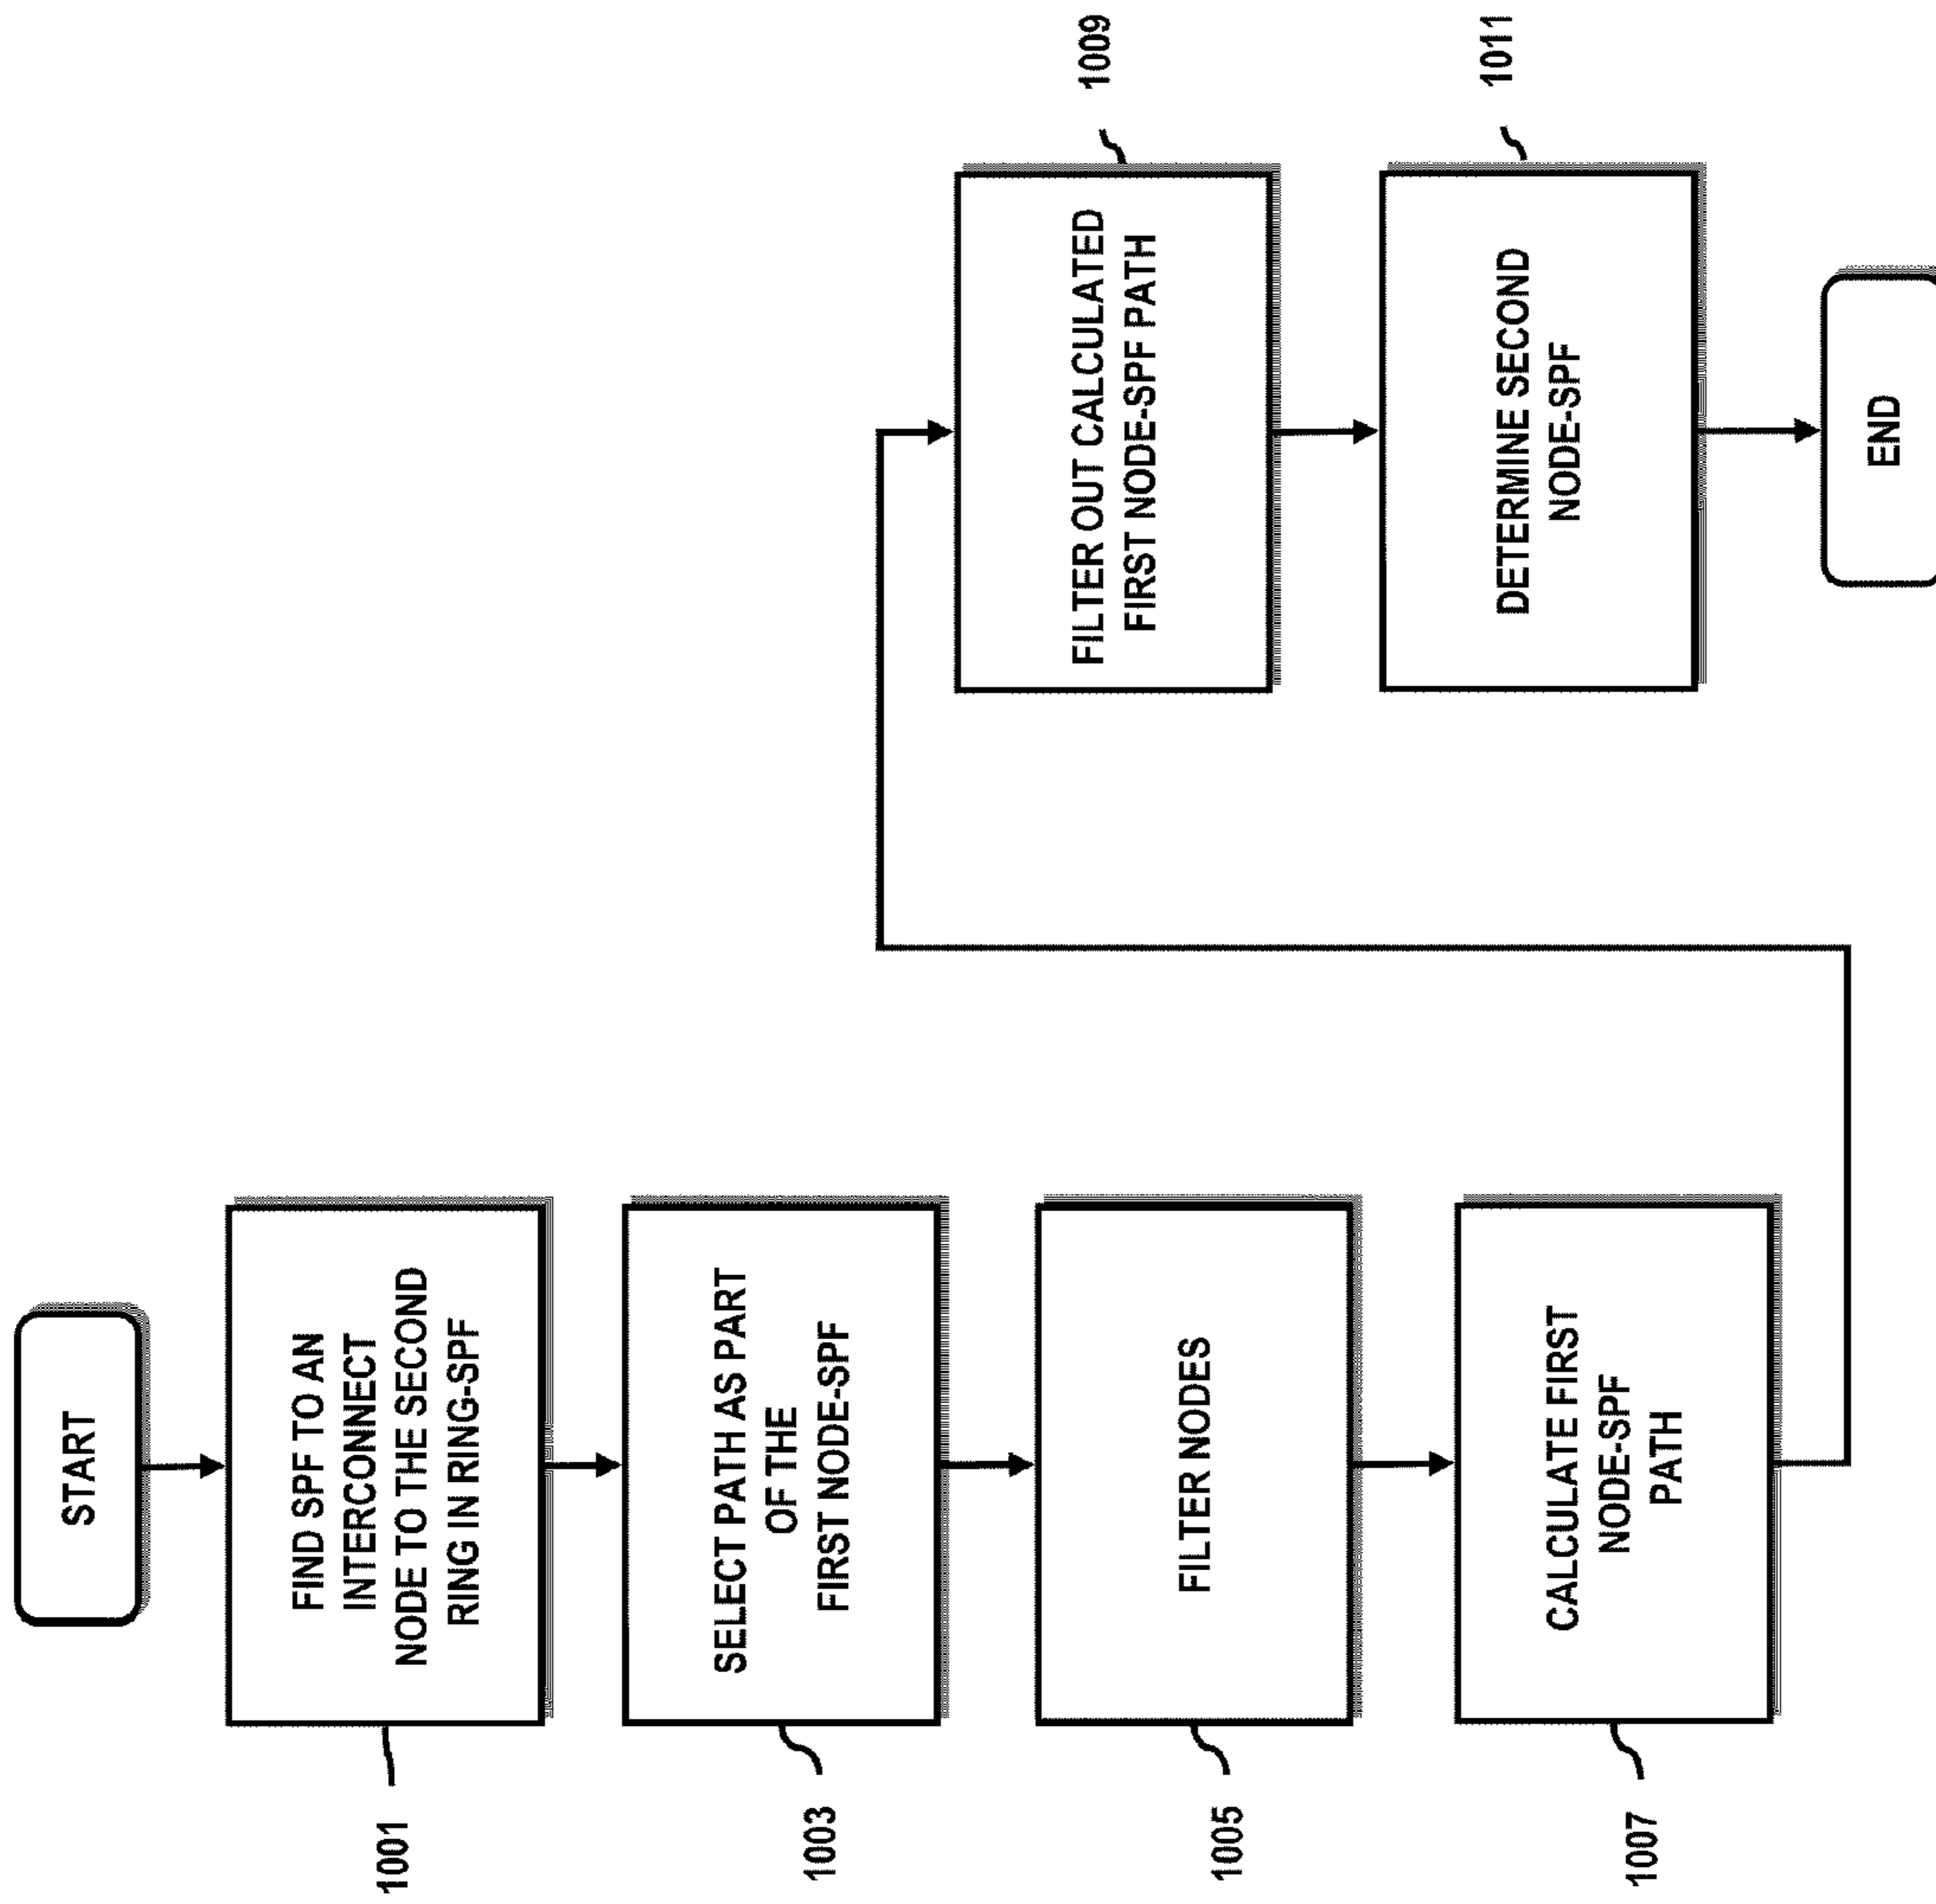 START
FIND SPF TO AN
INTERCONNECT
NODE TO THE SECOND
RING IN RING-SPF
1001
SELECT PATH AS PART
OF THE
FIRST NODE-SPF
1003
FILTER NODES
1005
CALCULATE FIRST
NODE-SPF
PATH
1007
FILTER OUT CALCULATED
FIRST NODE-SPF PATH
1009
DETERMINE SECOND
NODE-SPF
1011
END